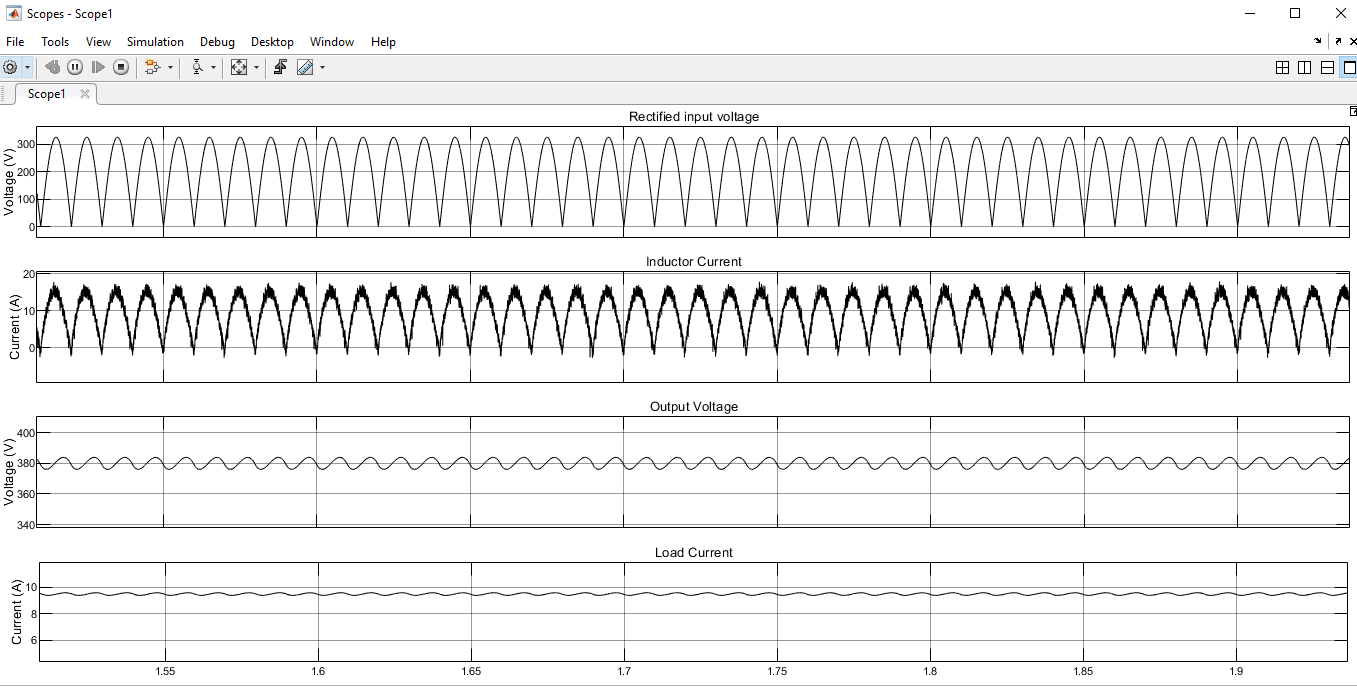 Scopes - Scope1
File Tools View Simulation Debug Desktop Window Help
Scope1
Rectified input voltage
Voltage (V)
300
200
100
0
Inductor Current
Current (A)
20
10
0
Output Voltage
Voltage (V)
400
380
360
340
Load Current
Current (A)
10
8
6
1.55 1.6 1.65 1.7 1.75 1.8 1.85 1.9